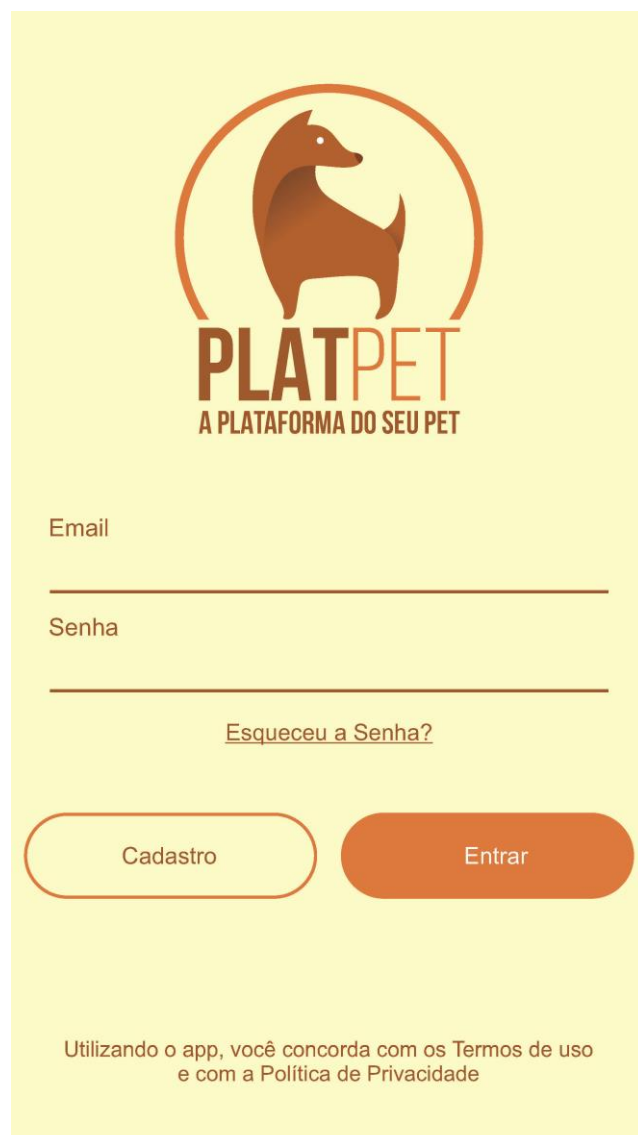 PLATPET
A PLATAFORMA DO SEU PET
Email
Senha
Esqueceu a Senha?
Cadastro
Entrar
Utilizando o app, você concorda com os Termos de uso
e com a Política de Privacidade